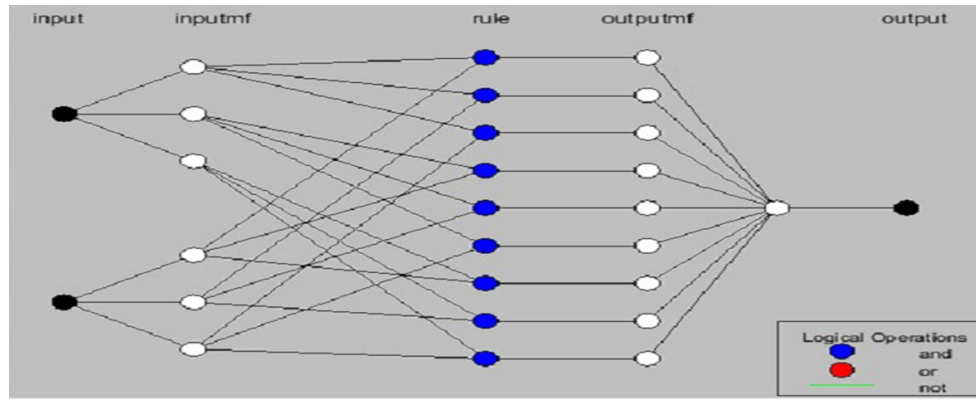 input inputmf rule outputmf output
Logical Operations
and
or
not